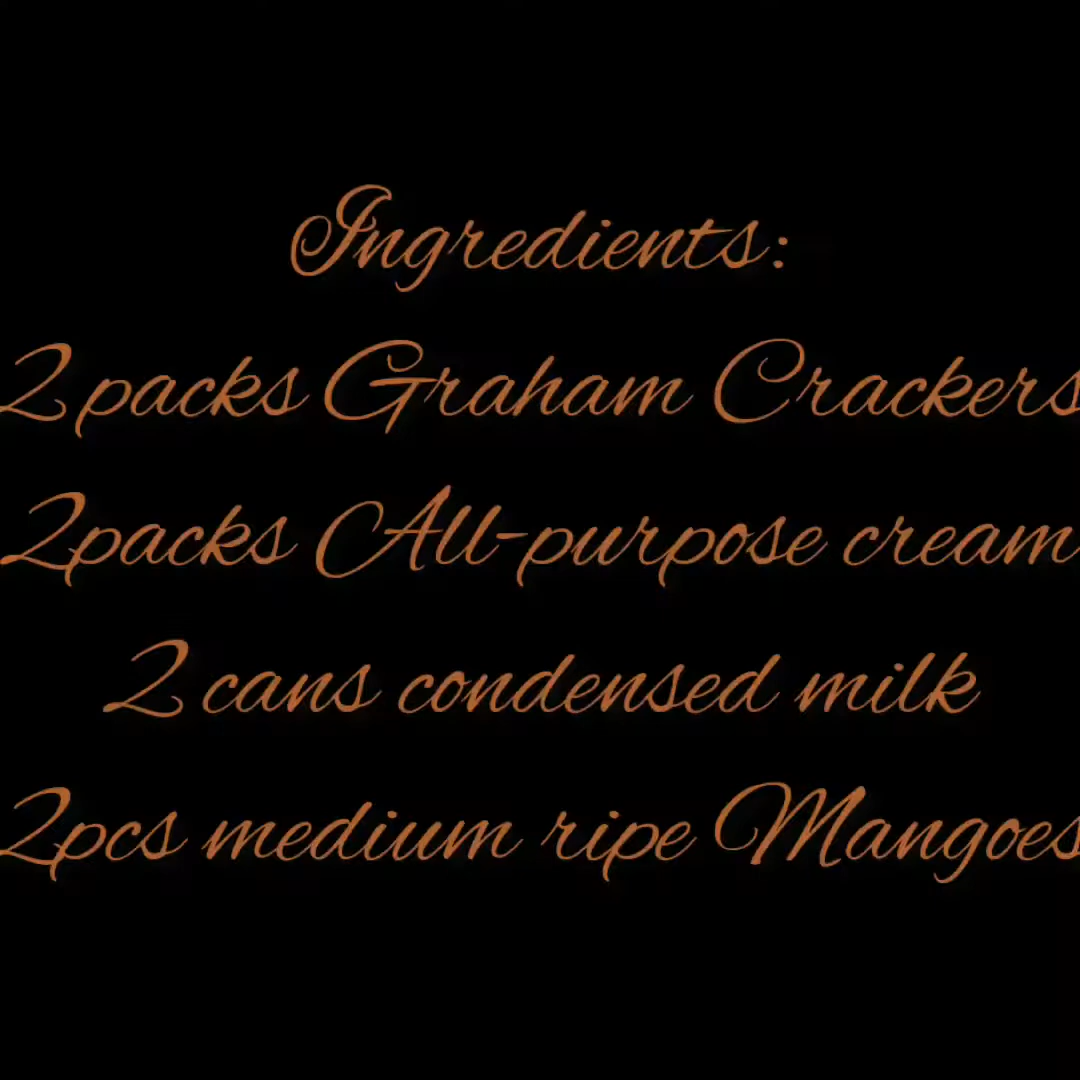 Ingredients:
2 packs Graham Crackers
2packs All-purpose cream
2 cans condensed milk
2pcs medium ripe Mangoes